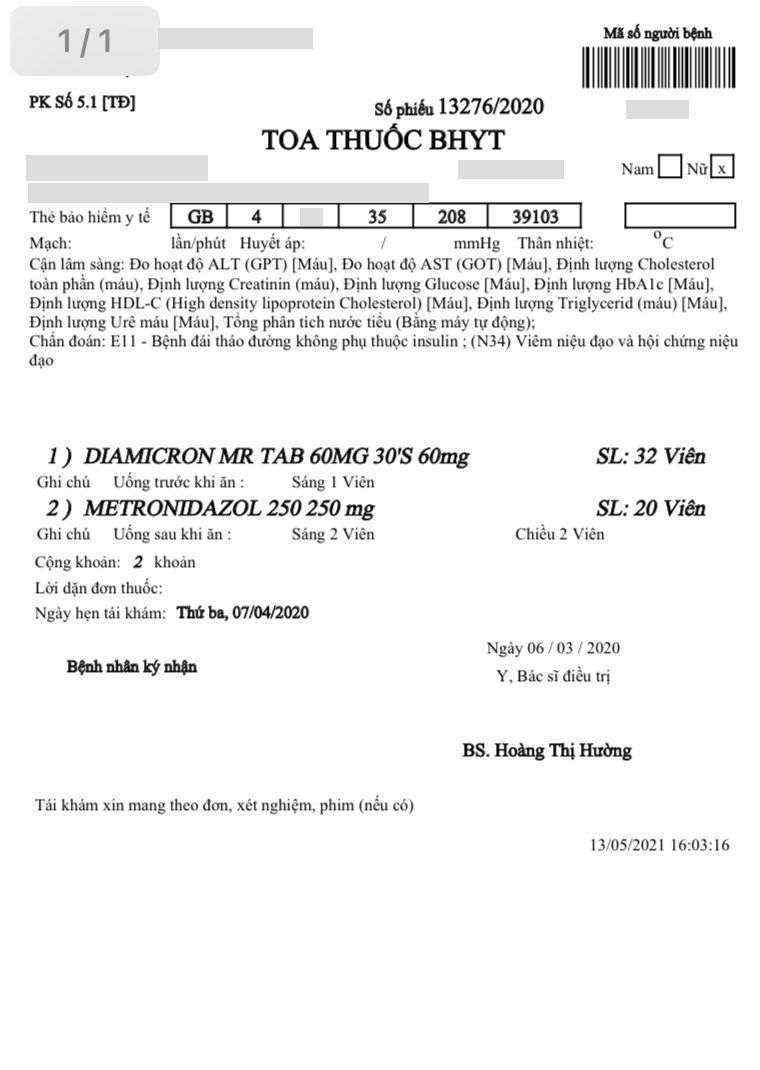 1/1
Mã số người bệnh
PK Số 5.1 [TĐ]
Số phiếu 13276/2020
TOA THUỐC BHYT
Nam Nữ x
Thẻ bảo hiểm y tế GB 4 35 208 39103
Mạch: lần/phút Huyết áp: / mmHg Thân nhiệt: °C
Cận lâm sàng: Đo hoạt độ ALT (GPT) [Máu], Đo hoạt độ AST (GOT) [Máu], Định lượng Cholesterol
toàn phần (máu), Định lượng Creatinin (máu), Định lượng Glucose [Máu], Định lượng HbA1c [Máu],
Định lượng HDL-C (High density lipoprotein Cholesterol) [Máu], Định lượng Triglycerid (máu) [Máu],
Định lượng Urê máu [Máu], Tổng phân tích nước tiểu (Bằng máy tự động);
Chẩn đoán: E11 - Bệnh đái tháo đường không phụ thuộc insulin ; (N34) Viêm niệu đạo và hội chứng niệu
đạo
1 ) DIAMICRON MR TAB 60MG 30'S 60mg SL: 32 Viên
Ghi chú Uống trước khi ăn : Sáng 1 Viên
2 ) METRONIDAZOL 250 250 mg SL: 20 Viên
Ghi chú Uống sau khi ăn : Sáng 2 Viên Chiều 2 Viên
Cộng khoản: 2 khoản
Lời dặn đơn thuốc:
Ngày hẹn tái khám: Thứ ba, 07/04/2020
Ngày 06 / 03 / 2020
Bệnh nhân ký nhận
Y, Bác sĩ điều trị
BS. Hoàng Thị Hường
Tái khám xin mang theo đơn, xét nghiệm, phim (nếu có)
13/05/2021 16:03:16